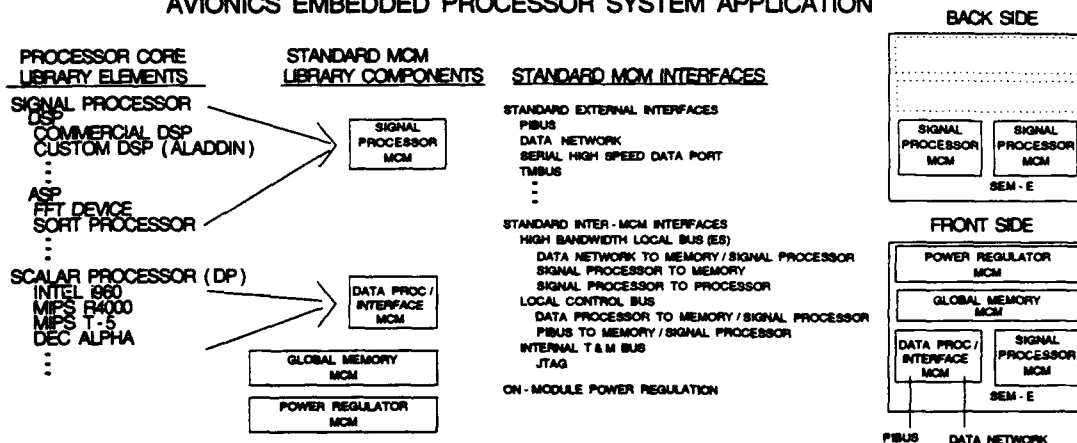 AVIONICS EMBEDDED PROCESSOR SYSTEM APPLICATION
PROCESSOR CORE
LIBRARY ELEMENTS
SIGNAL PROCESSOR
DSP
COMMERCIAL DSP
CUSTOM DSP (ALADDIN)
ASP
FFT DEVICE
SORT PROCESSOR
SCALAR PROCESSOR (DP)
INTEL i960
MIPS R4000
MIPS T-5
DEC ALPHA
STANDARD MCM
LIBRARY COMPONENTS
SIGNAL
PROCESSOR
MCM
DATA PROC /
INTERFACE
MCM
GLOBAL MEMORY
MCM
POWER REGULATOR
MCM
STANDARD MCM INTERFACES
STANDARD EXTERNAL INTERFACES
PIBUS
DATA NETWORK
SERIAL HIGH SPEED DATA PORT
TMBUS
STANDARD INTER-MCM INTERFACES
HIGH BANDWIDTH LOCAL BUS (ES)
DATA NETWORK TO MEMORY / SIGNAL PROCESSOR
SIGNAL PROCESSOR TO MEMORY
SIGNAL PROCESSOR TO PROCESSOR
LOCAL CONTROL BUS
DATA PROCESSOR TO MEMORY / SIGNAL PROCESSOR
PIBUS TO MEMORY / SIGNAL PROCESSOR
INTERNAL T & M BUS
JTAG
ON-MODULE POWER REGULATION
BACK SIDE
SIGNAL
PROCESSOR
MCM
SIGNAL
PROCESSOR
MCM
SEM-E
FRONT SIDE
POWER REGULATOR
MCM
GLOBAL MEMORY
MCM
DATA PROC /
INTERFACE
MCM
SIGNAL
PROCESSOR
MCM
SEM-E
PIBUS
DATA NETWORK